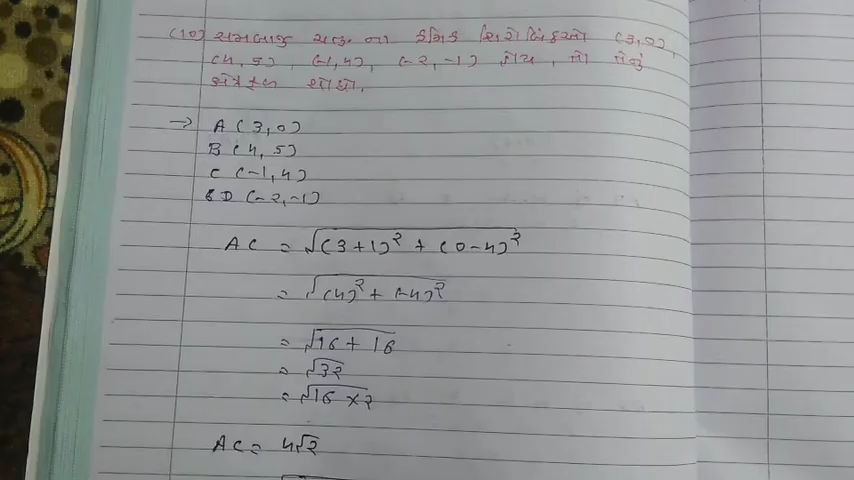 (10) સમબાજુ ચતુ. ના ક્રમિક શિરોબિંદુઓ (3,0),
(4,5), (-1,4), (-2,-1) હોય, તો તેનું
ક્ષેત્રફળ શોધો.
→ A (3,0)
B (4,5)
C (-1,4)
D (-2,-1)
AC = √(3+1)² + (0-4)²
= √(4)² + (-4)²
= √16 + 16
= √32
= √16 × 2
AC = 4√2